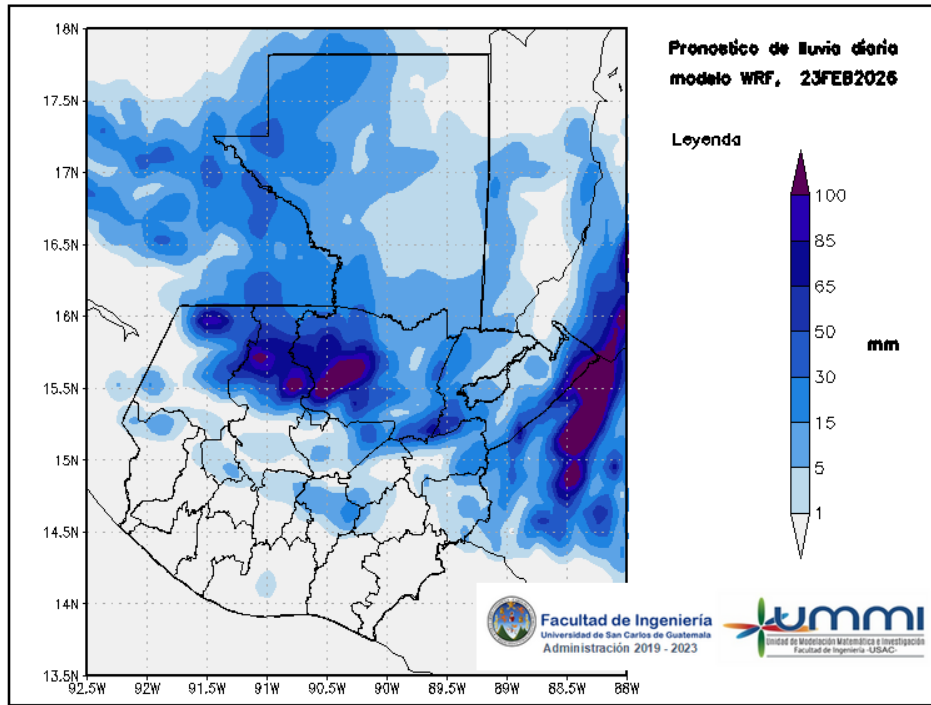 Pronostico de lluvia diaria
modelo WRF, 23FEB2026
Leyenda
100
85
65
50
30
15
5
1
mm
18N
17.5N
17N
16.5N
16N
15.5N
15N
14.5N
14N
13.5N
92.5W
92W
91.5W
91W
90.5W
90W
89.5W
89W
88.5W
88W
Facultad de Ingeniería
Universidad de San Carlos de Guatemala
Administración 2019 - 2023
UMMI
Unidad de Modelación Matemática e Investigación
Facultad de Ingeniería -USAC-